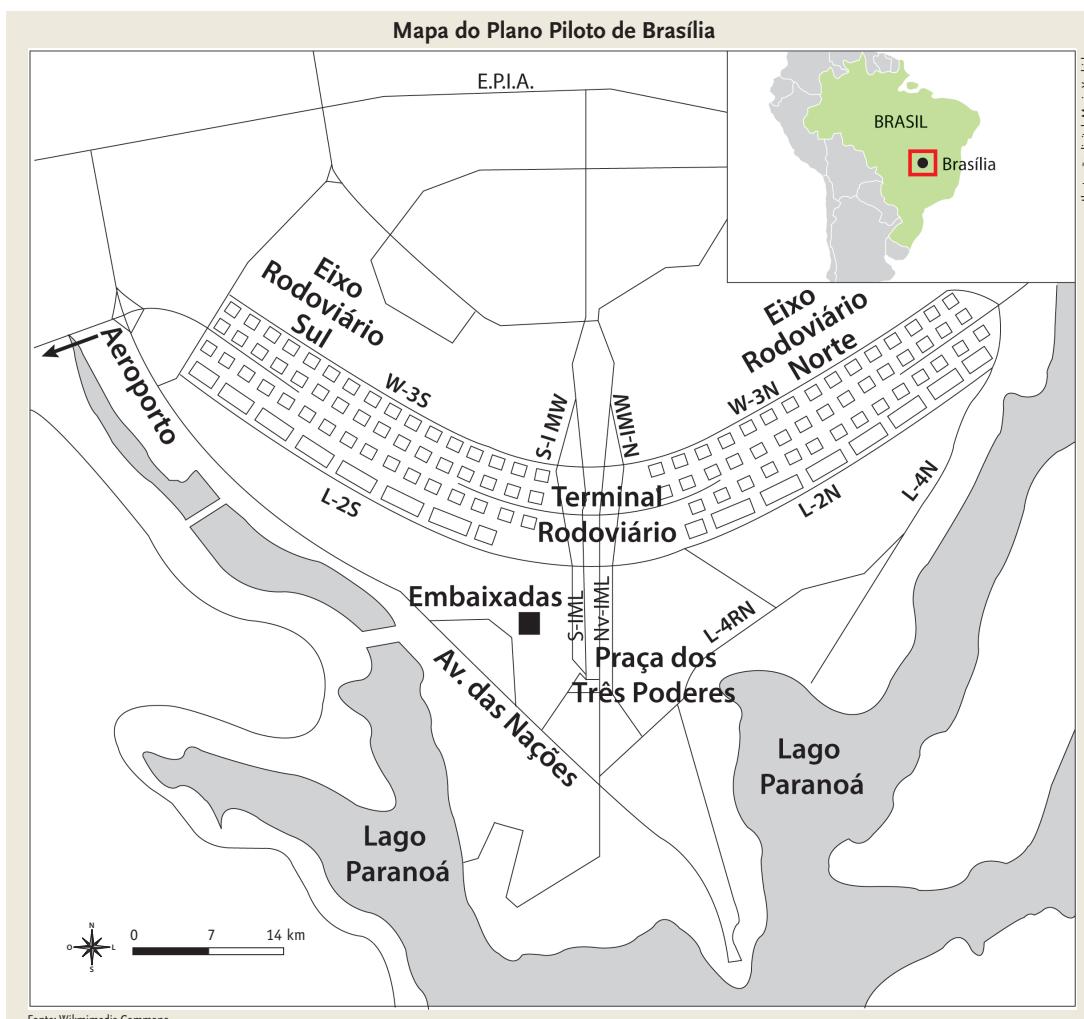 Mapa do Plano Piloto de Brasília
E.P.I.A.
BRASIL
Brasília
Eixo
Rodoviário
Sul
Eixo
Rodoviário
Norte
Aeroporto
W-3S
S-I MW
N-IMW
W-3N
L-2S
Terminal
Rodoviário
L-2N
L-4N
Embaixadas
S-IML
Nv-IML
L-4RN
Praça dos
Três Poderes
Av. das Nações
Lago
Paranoá
Lago
Paranoá
N
O
L
S
0 7 14 km